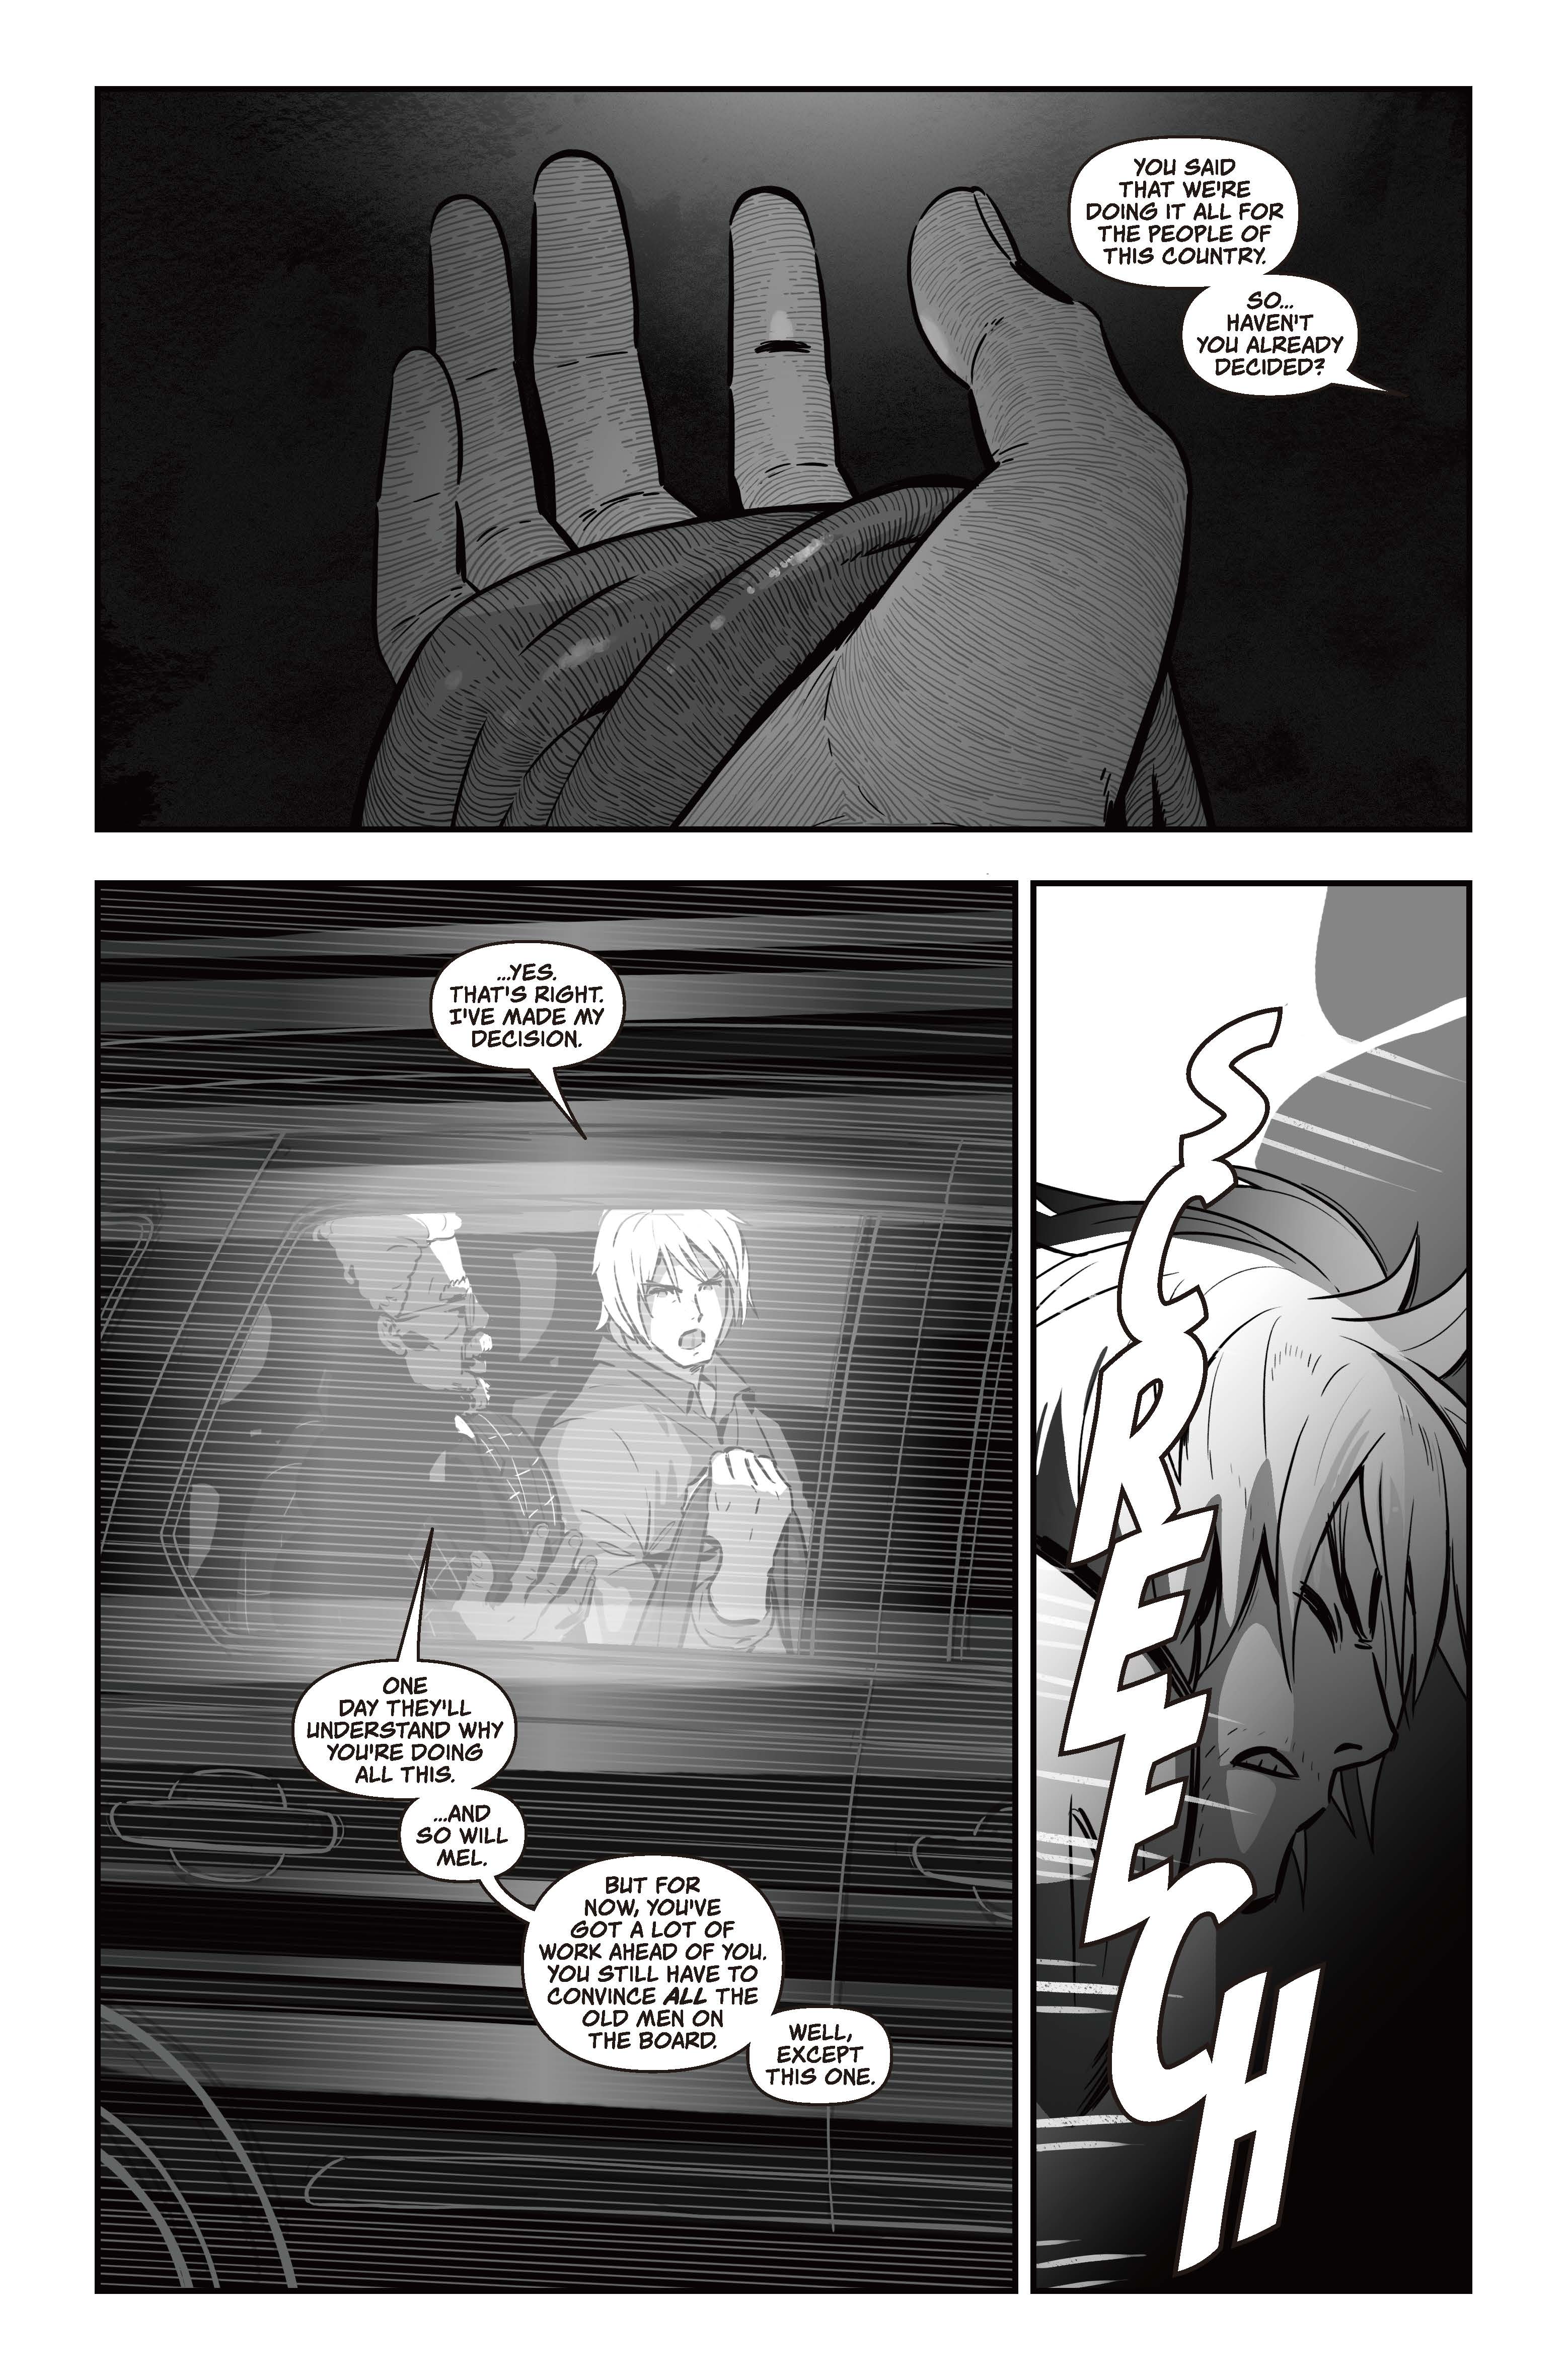 YOU SAID
THAT WE'RE
DOING IT ALL FOR
THE PEOPLE OF
THIS COUNTRY.
SO...
HAVEN'T
YOU ALREADY
DECIDED?
...YES.
THAT'S RIGHT.
I'VE MADE MY
DECISION.
ONE
DAY THEY'LL
UNDERSTAND WHY
YOU'RE DOING
ALL THIS.
...AND
SO WILL
MEL.
BUT FOR
NOW, YOU'VE
GOT A LOT OF
WORK AHEAD OF YOU.
YOU STILL HAVE TO
CONVINCE ALL THE
OLD MEN ON
THE BOARD.
WELL,
EXCEPT
THIS ONE.
SCREEECH